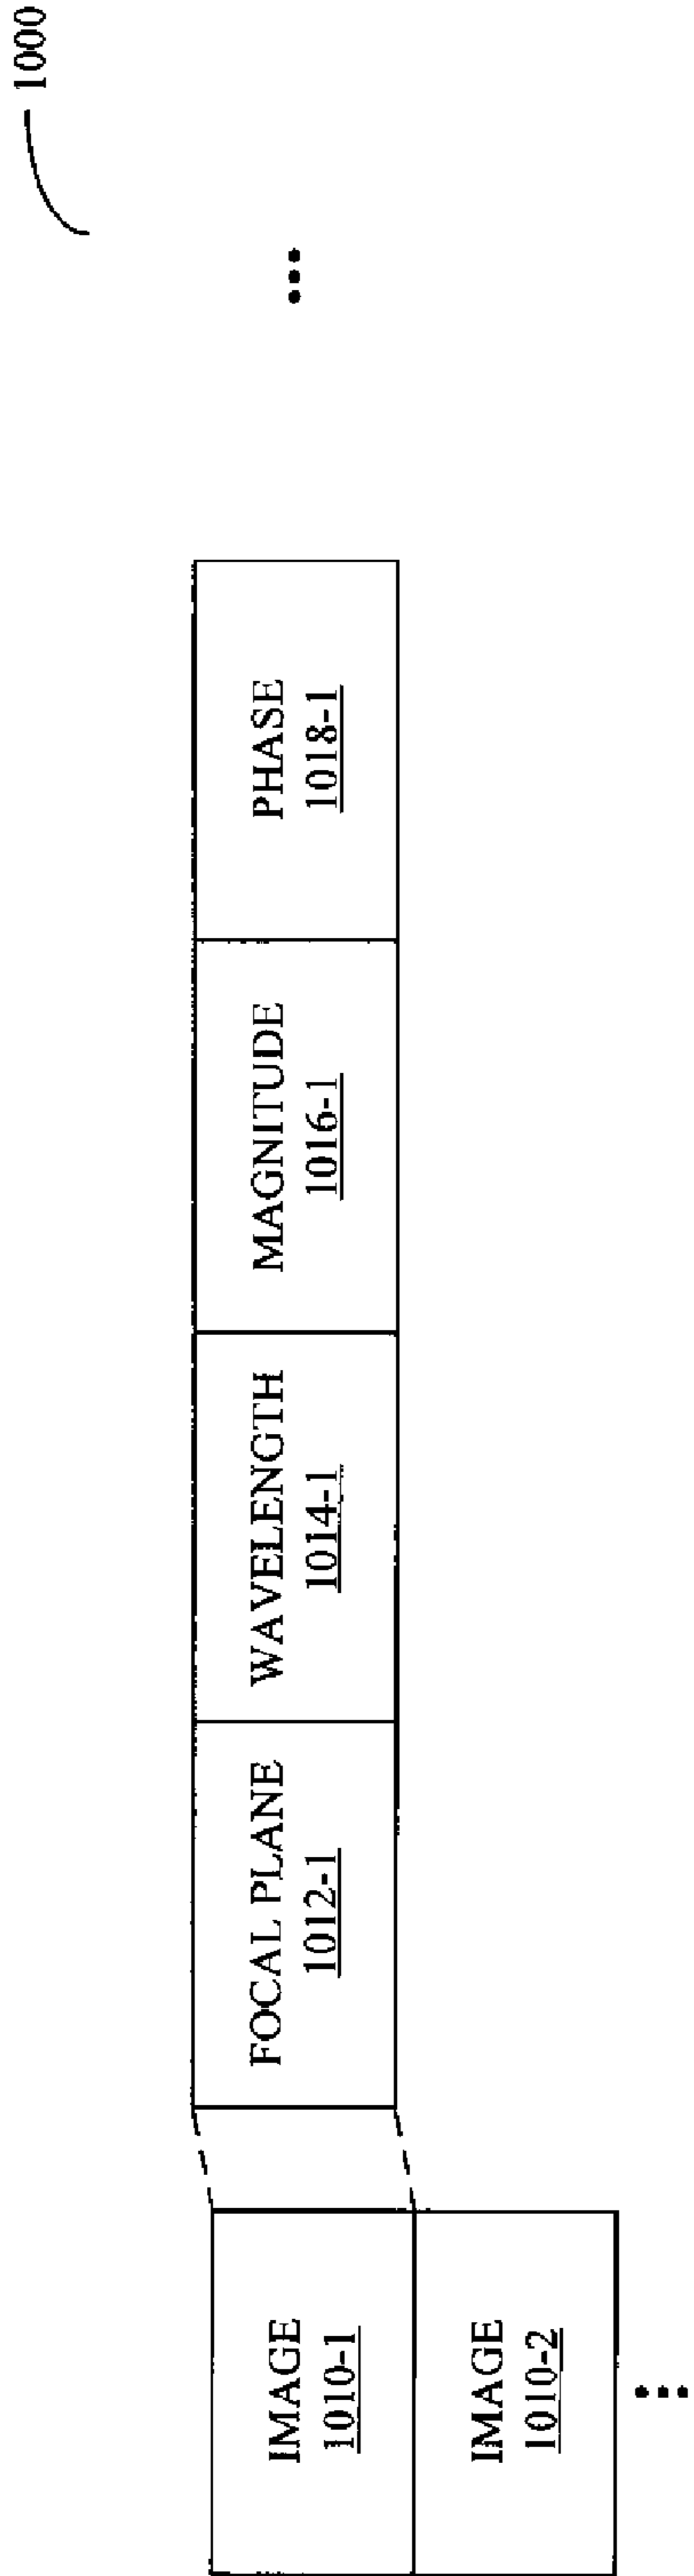 1000
IMAGE
1010-1
FOCAL PLANE
1012-1
WAVELENGTH
1014-1
MAGNITUDE
1016-1
PHASE
1018-1
...
IMAGE
1010-2
...